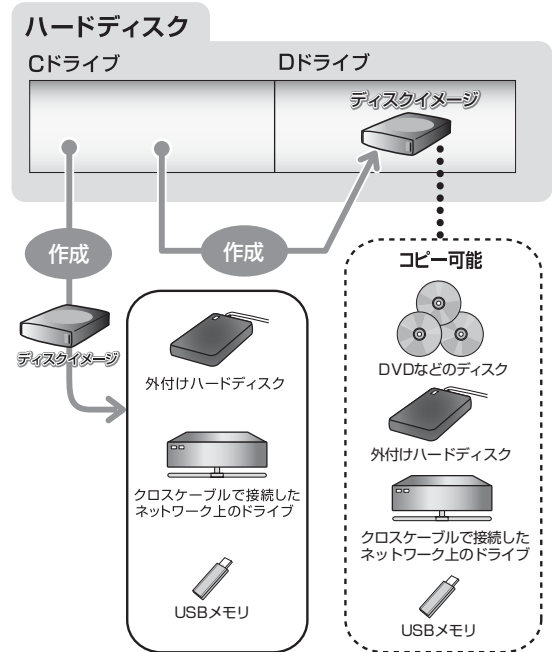 ハードディスク
Cドライブ
Dドライブ
ディスクイメージ
作成
作成
ディスクイメージ
外付けハードディスク
クロスケーブルで接続した
ネットワーク上のドライブ
USBメモリ
コピー可能
DVDなどのディスク
外付けハードディスク
クロスケーブルで接続した
ネットワーク上のドライブ
USBメモリ